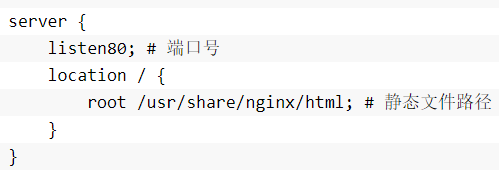 server {
    listen80; # 端口号
    location / {
        root /usr/share/nginx/html; # 静态文件路径
    }
}